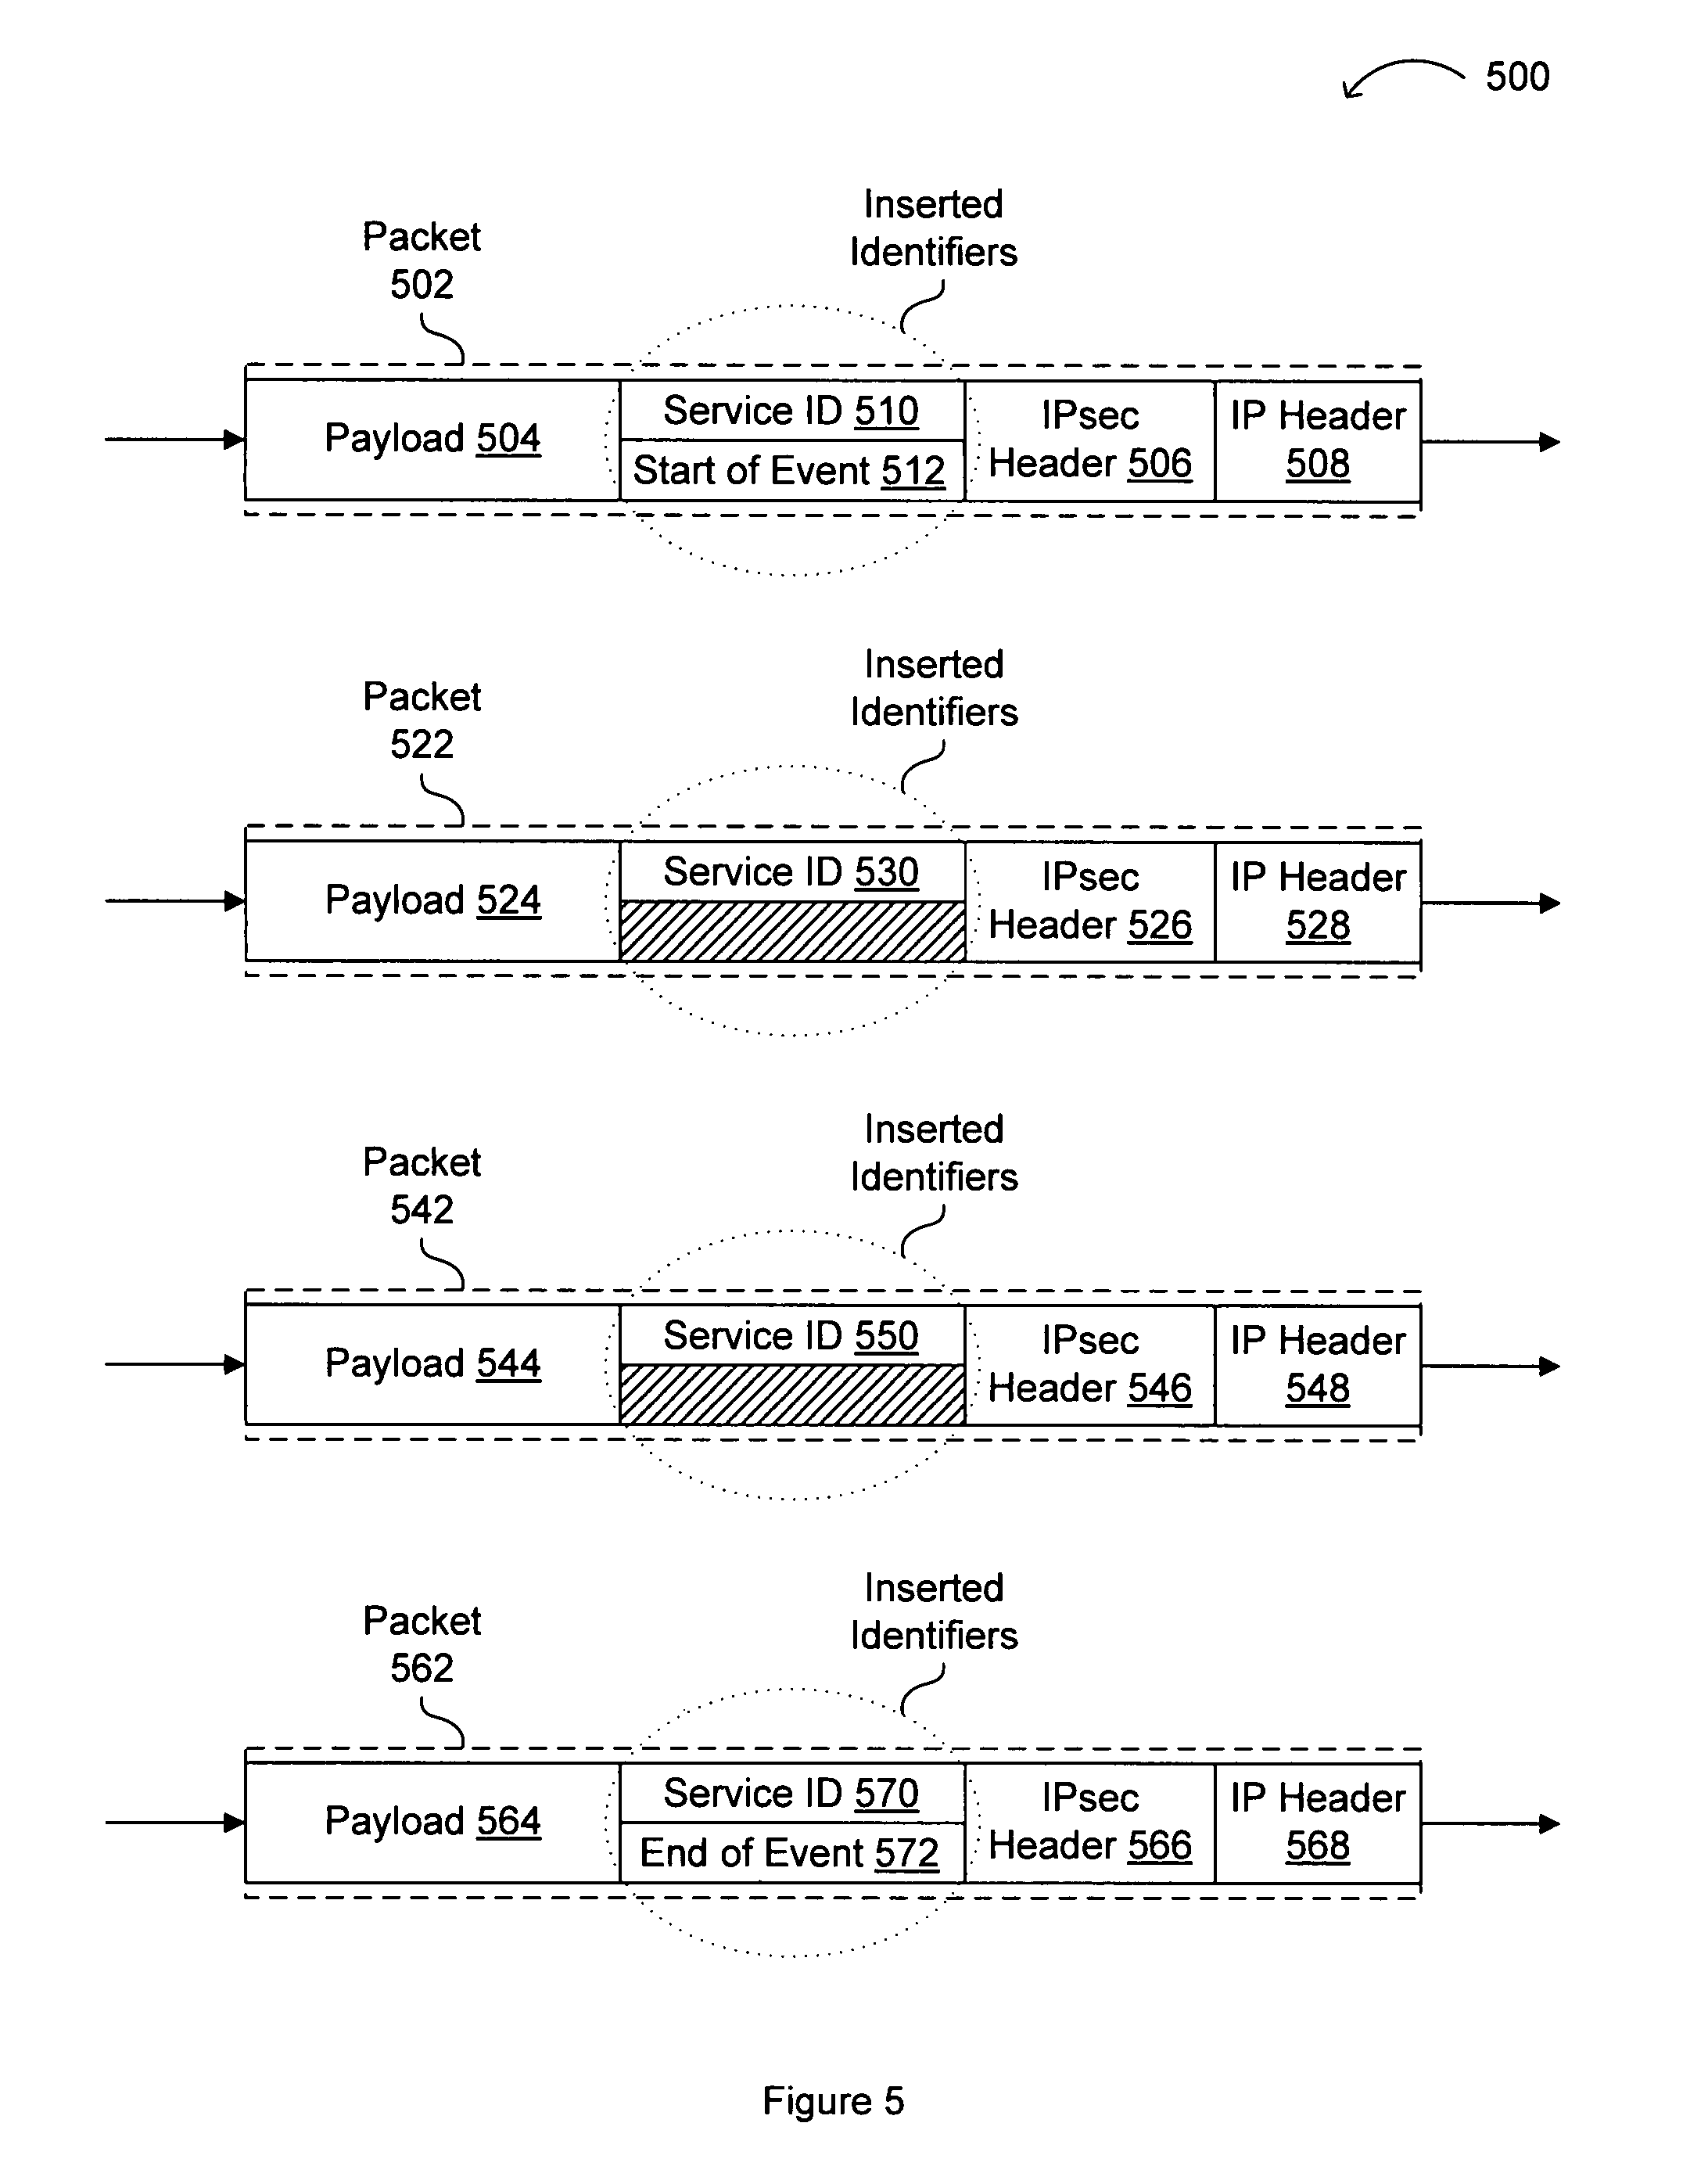 500
Inserted
Identifiers
Packet
502
Payload 504
Service ID 510
Start of Event 512
IPsec
Header 506
IP Header
508
Inserted
Identifiers
Packet
522
Payload 524
Service ID 530
IPsec
Header 526
IP Header
528
Inserted
Identifiers
Packet
542
Payload 544
Service ID 550
IPsec
Header 546
IP Header
548
Inserted
Identifiers
Packet
562
Payload 564
Service ID 570
End of Event 572
IPsec
Header 566
IP Header
568
Figure 5